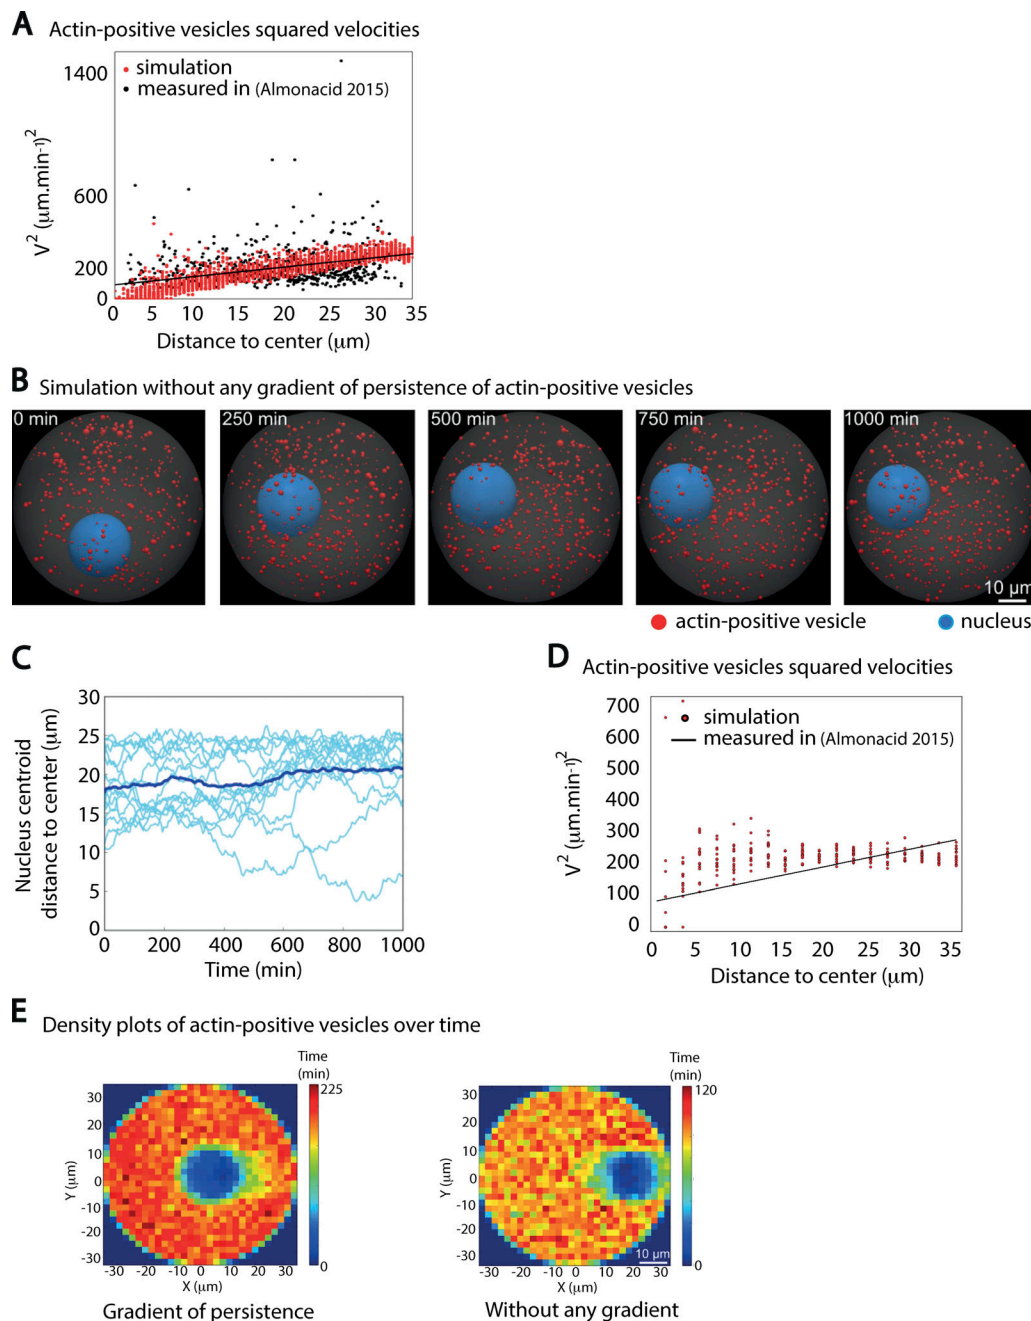 A Actin-positive vesicles squared velocities
simulation
measured in (Almonacid 2015)
1400
600
200
0
V² (μm.min⁻¹)²
0 5 10 15 20 25 30 35
Distance to center (μm)
B Simulation without any gradient of persistence of actin-positive vesicles
0 min 250 min 500 min 750 min 1000 min
10 μm
actin-positive vesicle nucleus
C
30
25
20
15
10
5
0
Nucleus centroid
distance to center (μm)
0 200 400 600 800 1000
Time (min)
D Actin-positive vesicles squared velocities
simulation
measured in (Almonacid 2015)
700
600
500
400
300
200
100
0
V² (μm.min⁻¹)²
0 5 10 15 20 25 30 35
Distance to center (μm)
E Density plots of actin-positive vesicles over time
Time
(min)
225
0
30
20
10
0
-10
-20
-30
Y (μm)
-30 -20 -10 0 10 20 30
X (μm)
Gradient of persistence
Time
(min)
120
0
30
20
10
0
-10
-20
-30
Y (μm)
10 μm
-30 -20 -10 0 10 20 30
X (μm)
Without any gradient